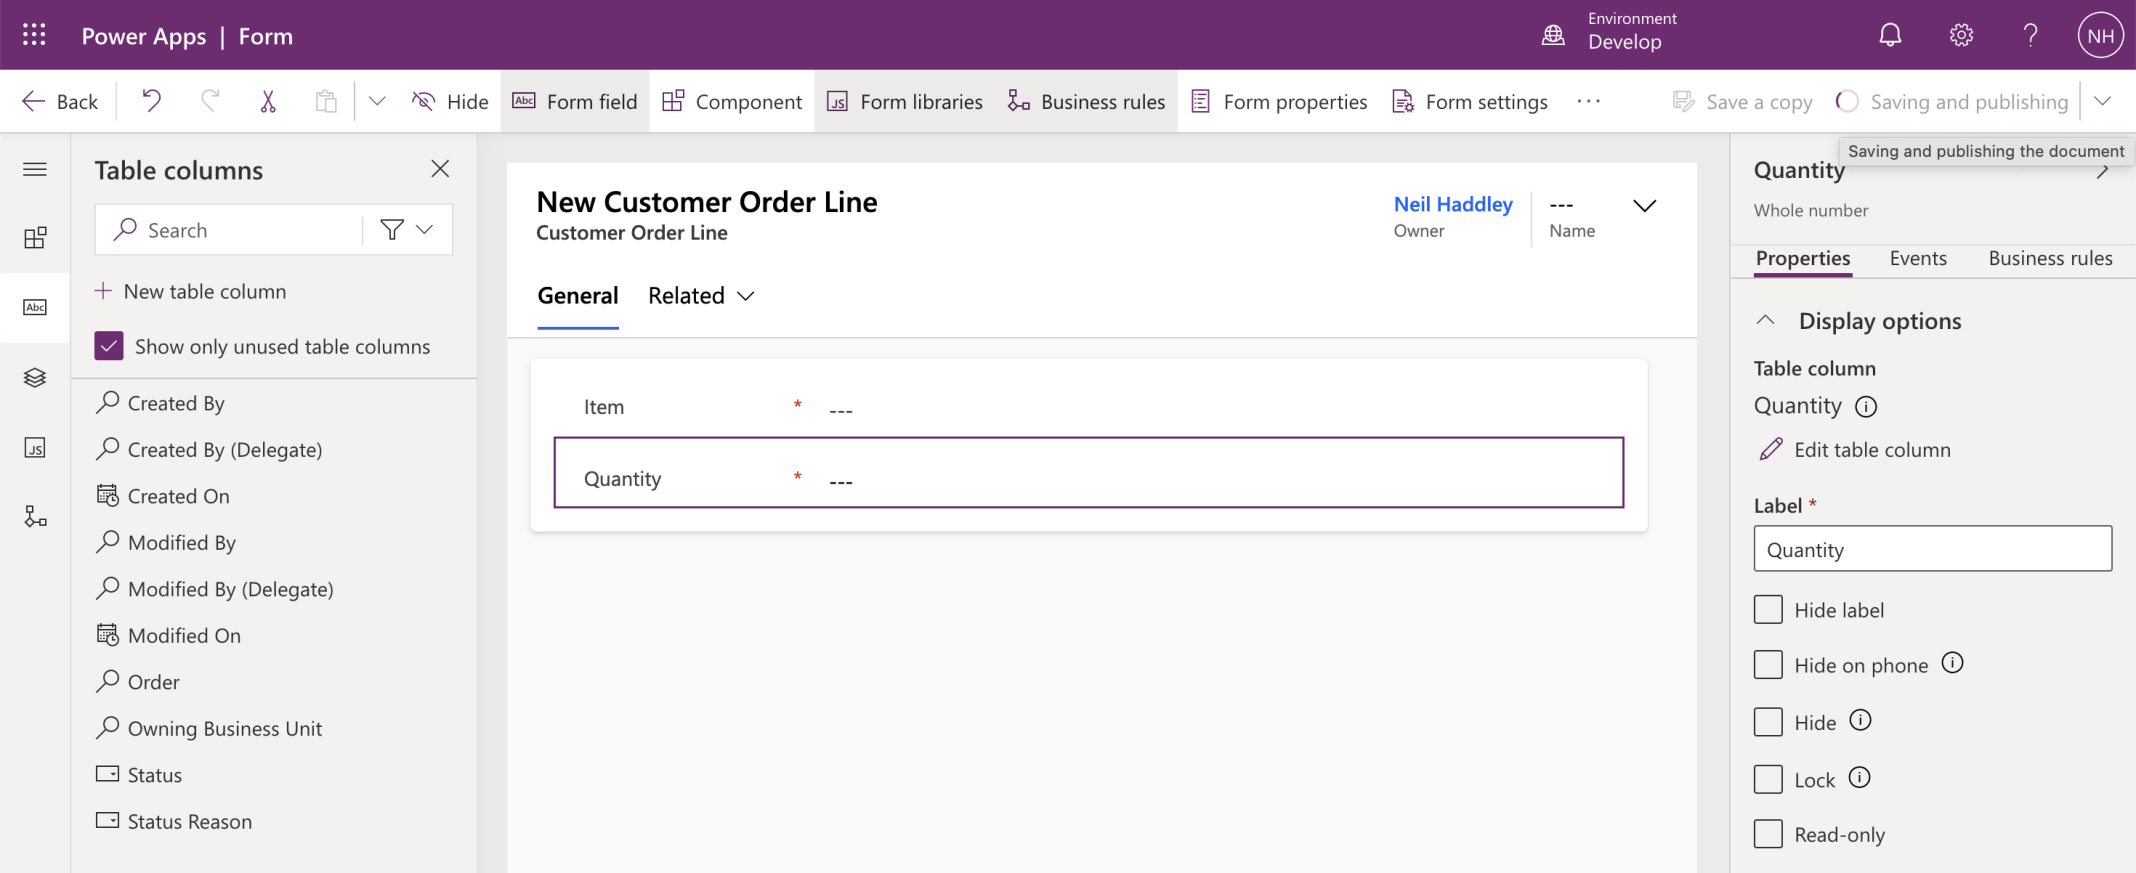 Power Apps | Form
Environment
Develop
NH
Back
Hide
Abc Form field
Component
JS Form libraries
Business rules
Form properties
Form settings
...
Save a copy
Saving and publishing
Saving and publishing the document
Table columns
Search
New table column
Show only unused table columns
Abc
JS
Created By
Created By (Delegate)
Created On
Modified By
Modified By (Delegate)
Modified On
Order
Owning Business Unit
Status
Status Reason
New Customer Order Line
Customer Order Line
Neil Haddley
Owner
---
Name
General
Related
Item * ---
Quantity * ---
Quantity
Whole number
Properties
Events
Business rules
Display options
Table column
Quantity
Edit table column
Label *
Quantity
Hide label
Hide on phone
Hide
Lock
Read-only